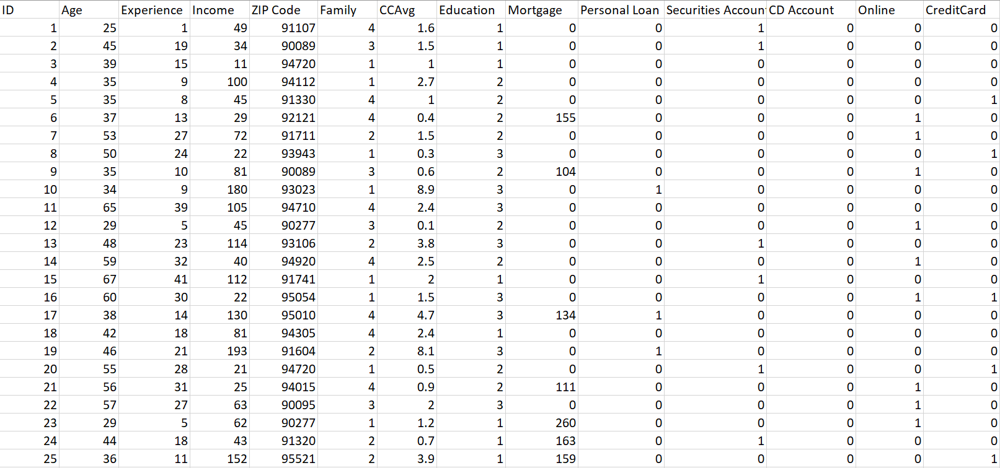 ID Age Experience Income ZIP Code Family CCAvg Education Mortgage Personal Loan Securities Accoun CD Account Online CreditCard
1 25 1 49 91107 4 1.6 1 0 0 1 0 0 0
2 45 19 34 90089 3 1.5 1 0 0 1 0 0 0
3 39 15 11 94720 1 1 1 0 0 0 0 0 0
4 35 9 100 94112 1 2.7 2 0 0 0 0 0 0
5 35 8 45 91330 4 1 2 0 0 0 0 0 1
6 37 13 29 92121 4 0.4 2 155 0 0 0 1 0
7 53 27 72 91711 2 1.5 2 0 0 0 0 1 0
8 50 24 22 93943 1 0.3 3 0 0 0 0 0 1
9 35 10 81 90089 3 0.6 2 104 0 0 0 1 0
10 34 9 180 93023 1 8.9 3 0 1 0 0 0 0
11 65 39 105 94710 4 2.4 3 0 0 0 0 0 0
12 29 5 45 90277 3 0.1 2 0 0 0 0 1 0
13 48 23 114 93106 2 3.8 3 0 0 1 0 0 0
14 59 32 40 94920 4 2.5 2 0 0 0 0 1 0
15 67 41 112 91741 1 2 1 0 0 1 0 0 0
16 60 30 22 95054 1 1.5 3 0 0 0 0 1 1
17 38 14 130 95010 4 4.7 3 134 1 0 0 0 0
18 42 18 81 94305 4 2.4 1 0 0 0 0 0 0
19 46 21 193 91604 2 8.1 3 0 1 0 0 0 0
20 55 28 21 94720 1 0.5 2 0 0 1 0 0 1
21 56 31 25 94015 4 0.9 2 111 0 0 0 1 0
22 57 27 63 90095 3 2 3 0 0 0 0 1 0
23 29 5 62 90277 1 1.2 1 260 0 0 0 1 0
24 44 18 43 91320 2 0.7 1 163 0 1 0 0 0
25 36 11 152 95521 2 3.9 1 159 0 0 0 0 1